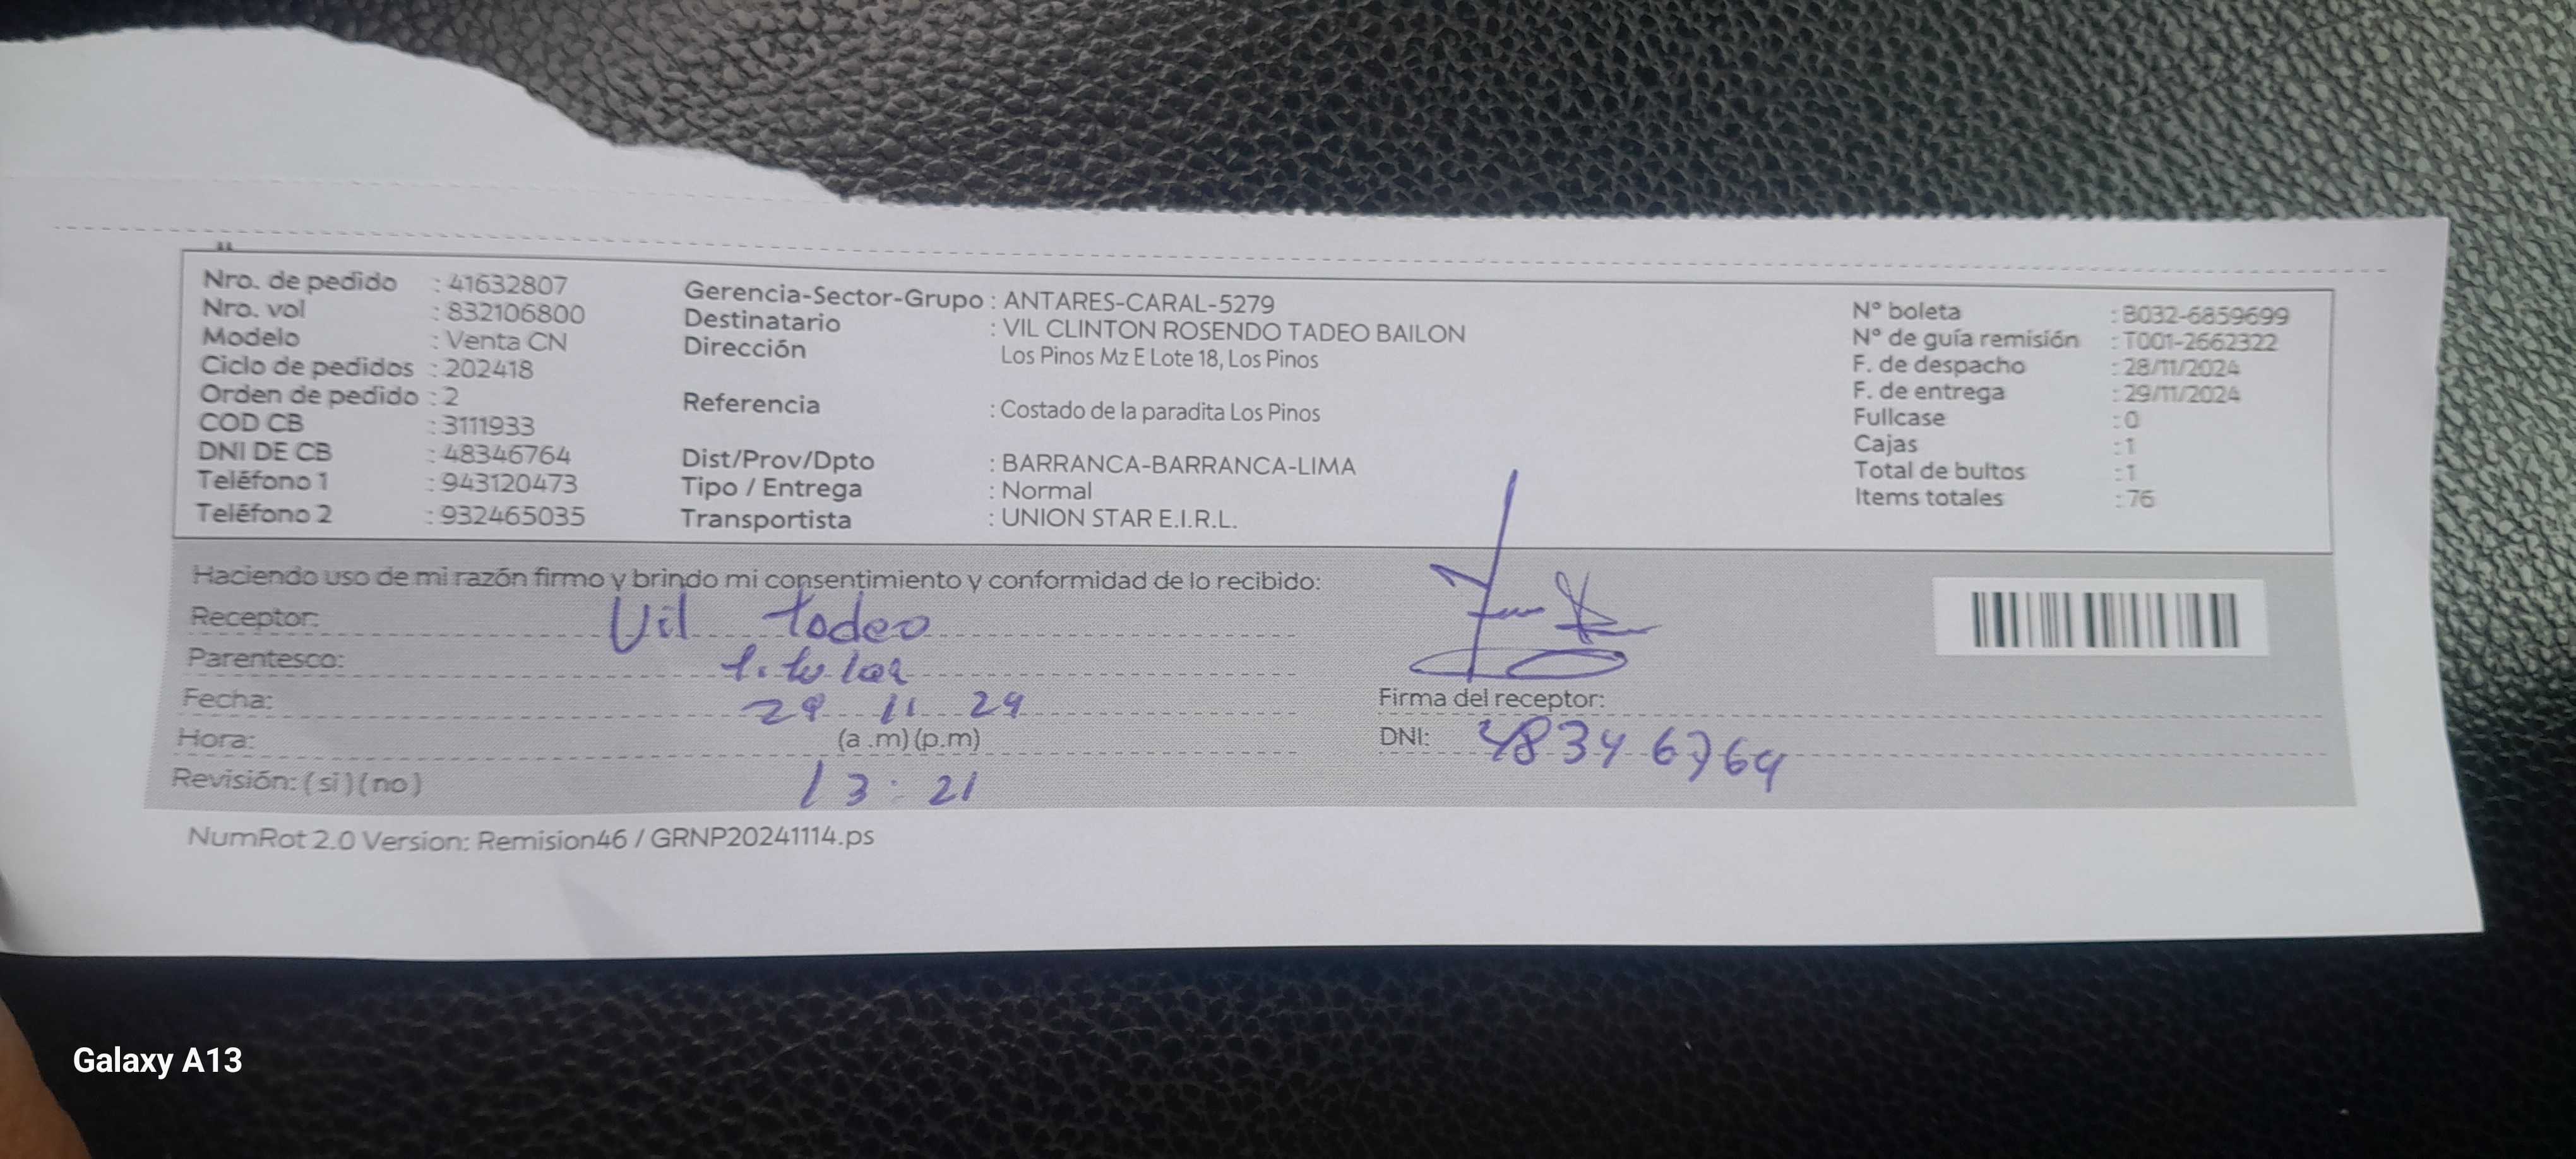 Nro. de pedido : 41632807
Nro. vol : 832106800
Modelo : Venta CN
Ciclo de pedidos : 202418
Orden de pedido : 2
COD CB : 3111933
DNI DE CB : 48346764
Teléfono 1 : 943120473
Teléfono 2 : 932465035
Gerencia-Sector-Grupo : ANTARES-CARAL-5279
Destinatario : VIL CLINTON ROSENDO TADEO BAILON
Dirección Los Pinos Mz E Lote 18, Los Pinos
Referencia : Costado de la paradita Los Pinos
Dist/Prov/Dpto : BARRANCA-BARRANCA-LIMA
Tipo / Entrega : Normal
Transportista : UNION STAR E.I.R.L.
N° boleta : B032-6859699
N° de guía remisión : T001-2662322
F. de despacho : 28/11/2024
F. de entrega : 29/11/2024
Fullcase : 0
Cajas : 1
Total de bultos : 1
Items totales : 76
Haciendo uso de mi razón firmo y brindo mi consentimiento y conformidad de lo recibido:
Receptor: Vil Tadeo
Parentesco: titular
Fecha: 29 11 24
Hora: (a .m) (p.m)
13:21
Revisión: ( si ) ( no )
Firma del receptor:
DNI: 48346764
NumRot 2.0 Version: Remision46 / GRNP20241114.ps
Galaxy A13